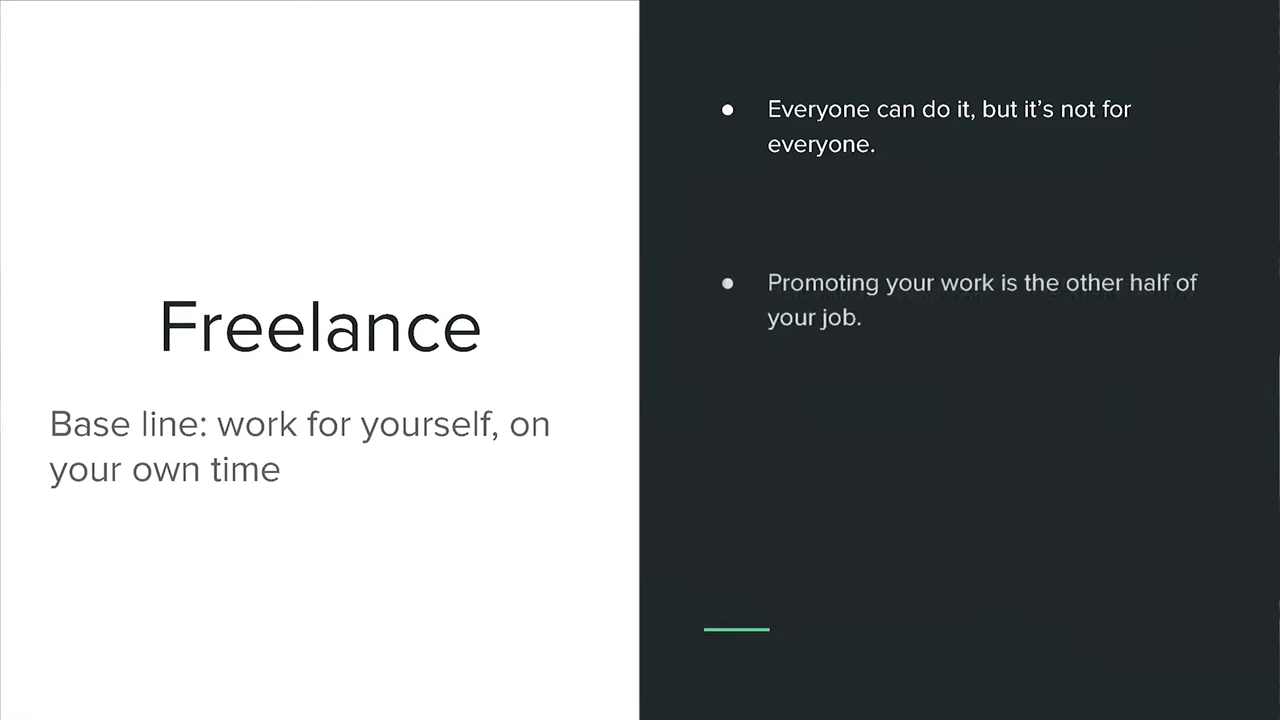 Freelance
Base line: work for yourself, on
your own time
● Everyone can do it, but it’s not for
everyone.
● Promoting your work is the other half of
your job.